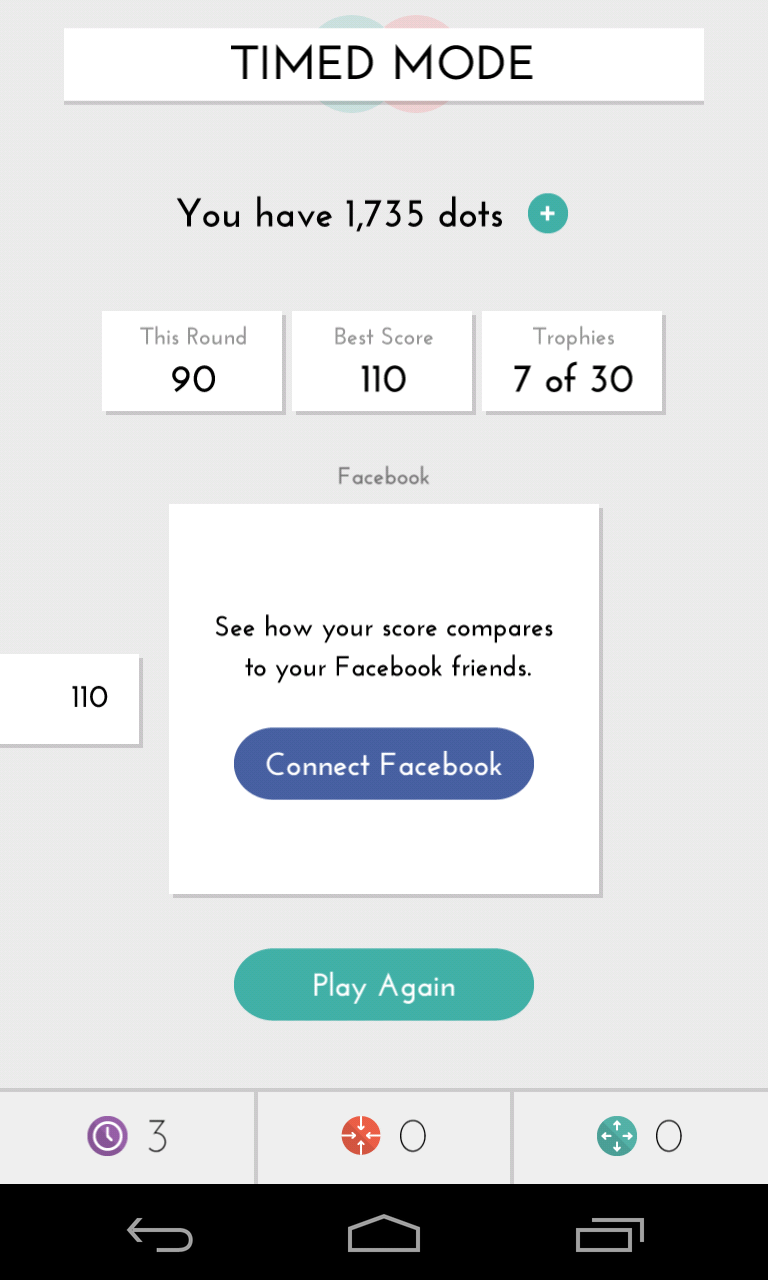 TIMED MODE
You have 1,735 dots
This Round
90
Best Score
110
Trophies
7 of 30
Facebook
110
See how your score compares
to your Facebook friends.
Connect Facebook
Play Again
3
0
0